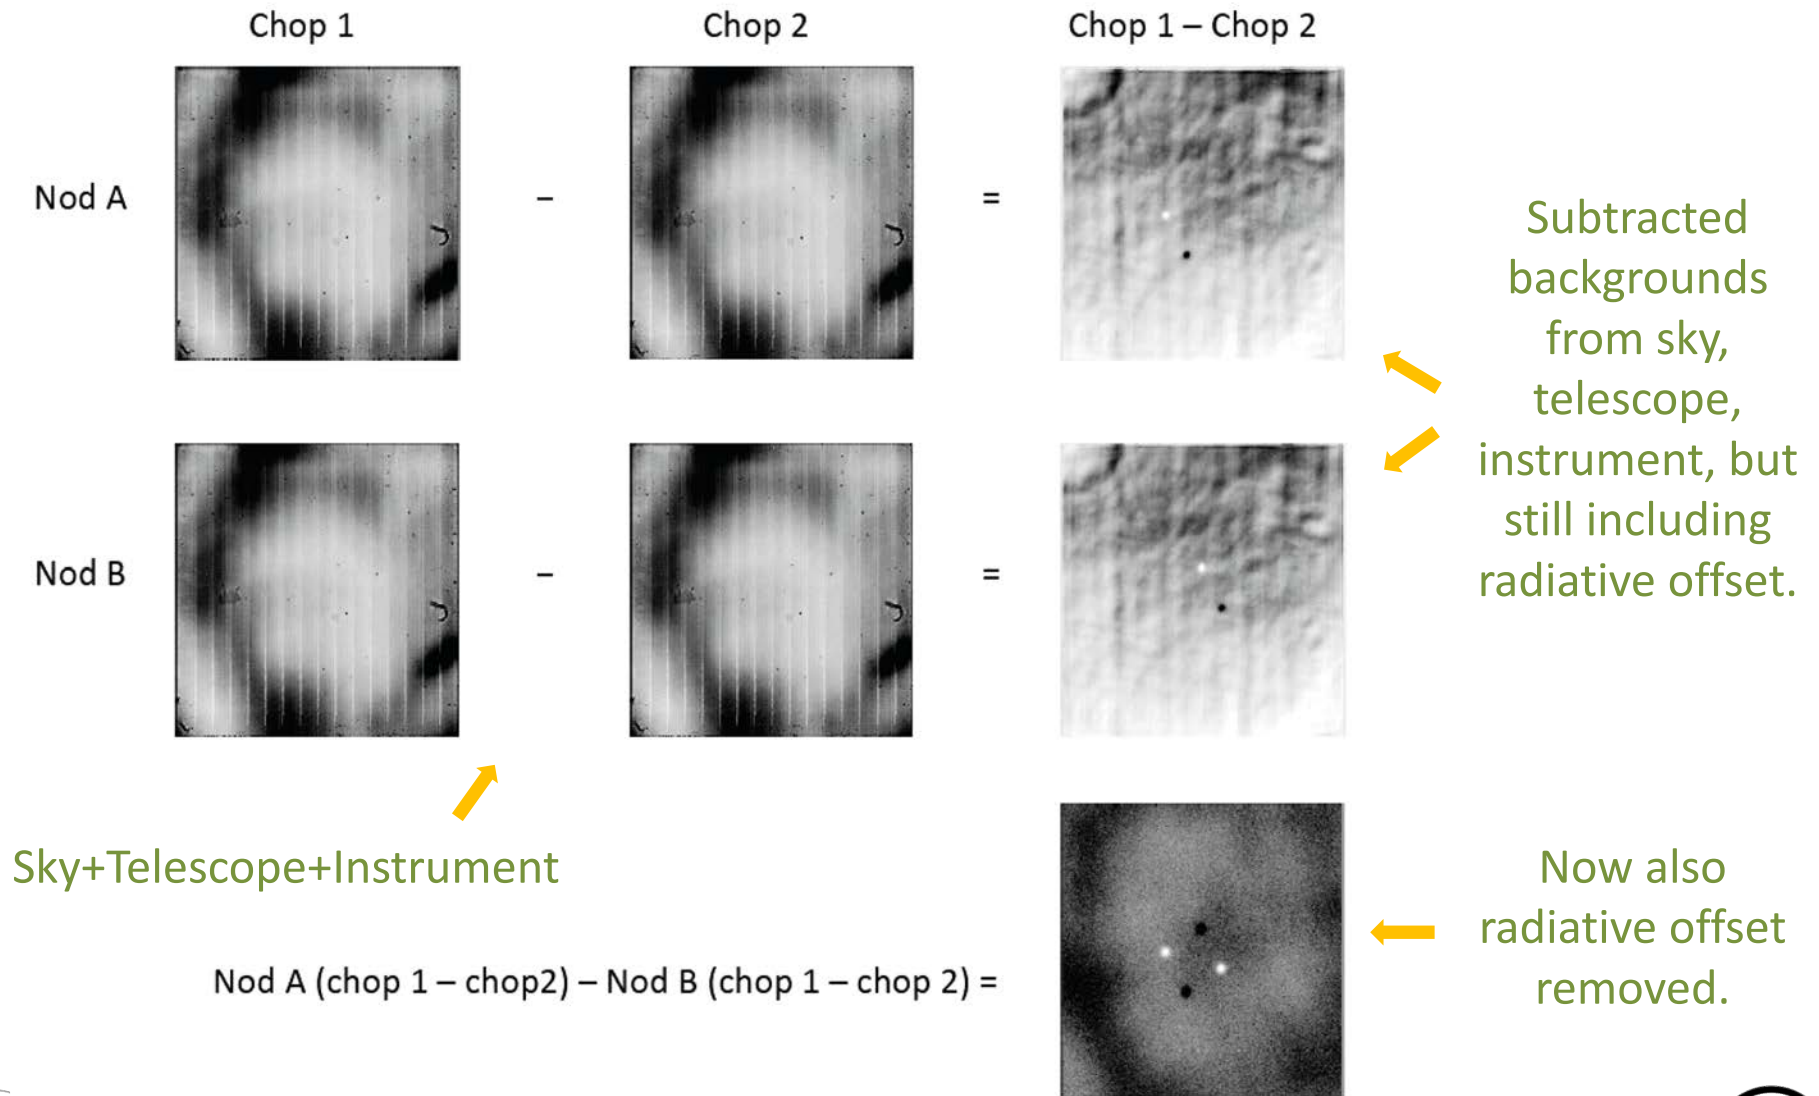 Chop 1
Chop 2
Chop 1 – Chop 2
Nod A
–
=
Subtracted
backgrounds
from sky,
telescope,
instrument, but
still including
radiative offset.
Nod B
–
=
Sky+Telescope+Instrument
Nod A (chop 1 – chop2) – Nod B (chop 1 – chop 2) =
Now also
radiative offset
removed.